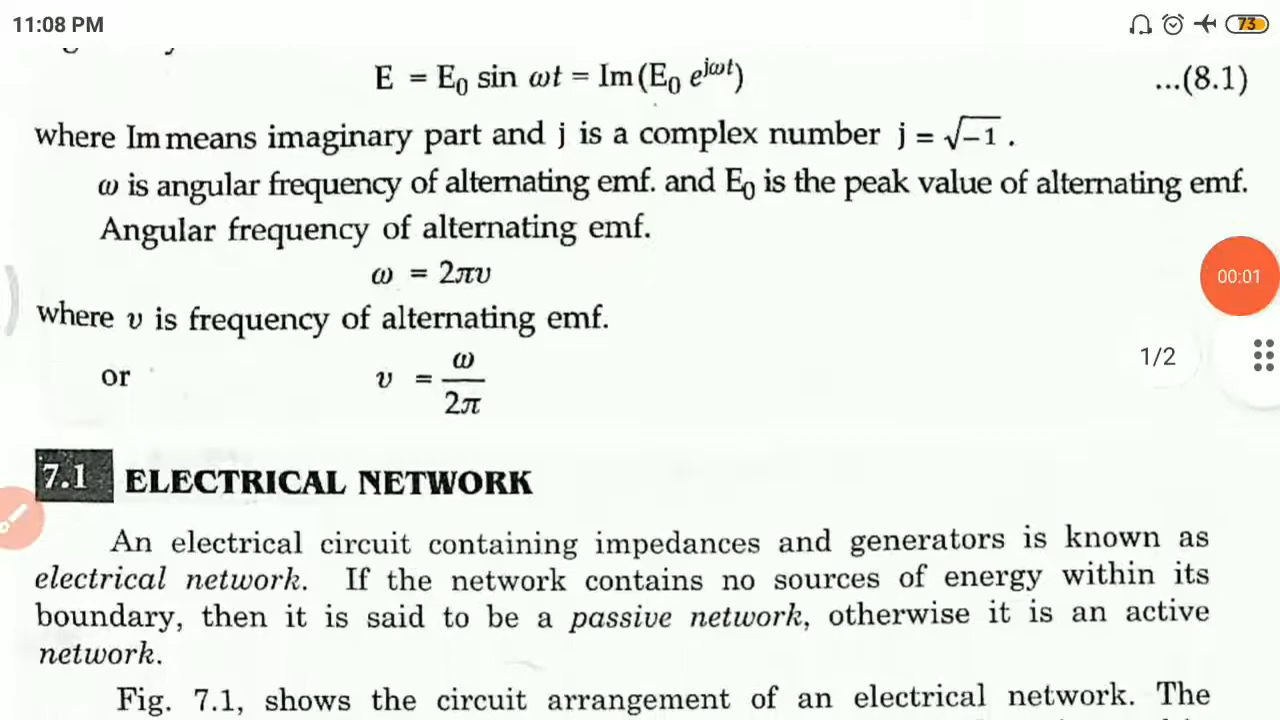 11:08 PM
73
E = E₀ sin ωt = Im (E₀ e^{jωt}) ...(8.1)
where Im means imaginary part and j is a complex number j = √−1 .
ω is angular frequency of alternating emf. and E₀ is the peak value of alternating emf.
Angular frequency of alternating emf.
ω = 2πυ
where υ is frequency of alternating emf.
or υ = ω/2π
00:01
1/2
7.1 ELECTRICAL NETWORK
An electrical circuit containing impedances and generators is known as
electrical network. If the network contains no sources of energy within its
boundary, then it is said to be a passive network, otherwise it is an active
network.
Fig. 7.1, shows the circuit arrangement of an electrical network. The